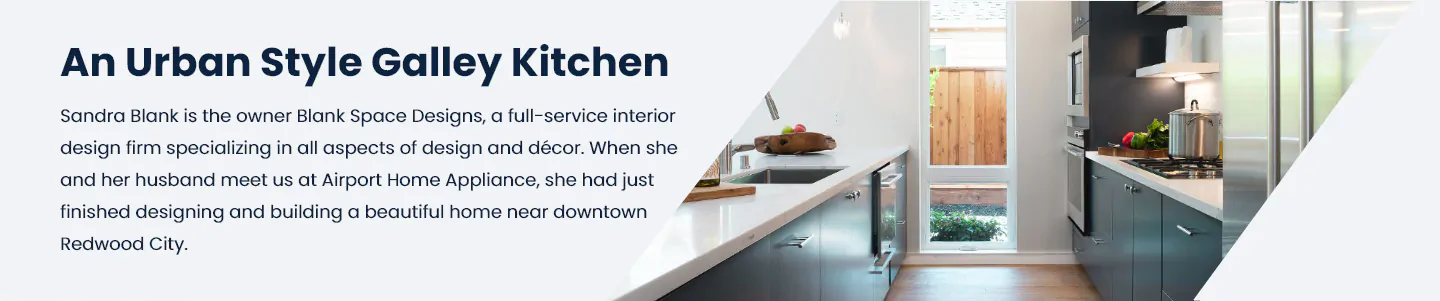 An Urban Style Galley Kitchen
Sandra Blank is the owner Blank Space Designs, a full-service interior
design firm specializing in all aspects of design and décor. When she
and her husband meet us at Airport Home Appliance, she had just
finished designing and building a beautiful home near downtown
Redwood City.